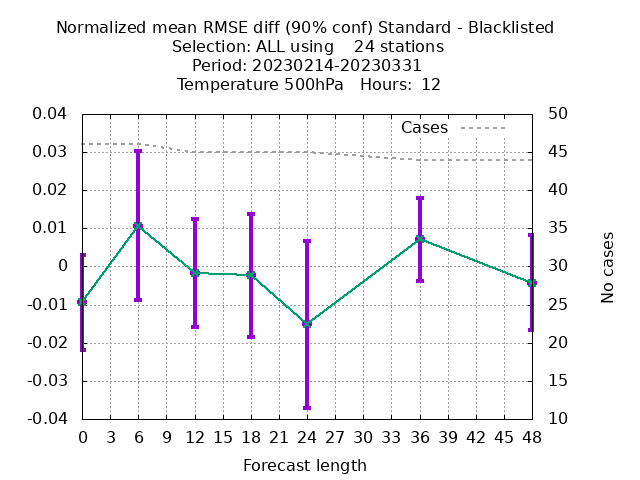 Normalized mean RMSE diff (90% conf) Standard - Blacklisted
Selection: ALL using    24 stations
Period: 20230214-20230331
Temperature 500hPa   Hours:  12
Cases
0.04
0.03
0.02
0.01
0
-0.01
-0.02
-0.03
-0.04
50
45
40
35
30
25
20
15
10
No cases
0 3 6 9 12 15 18 21 24 27 30 33 36 39 42 45 48
Forecast length